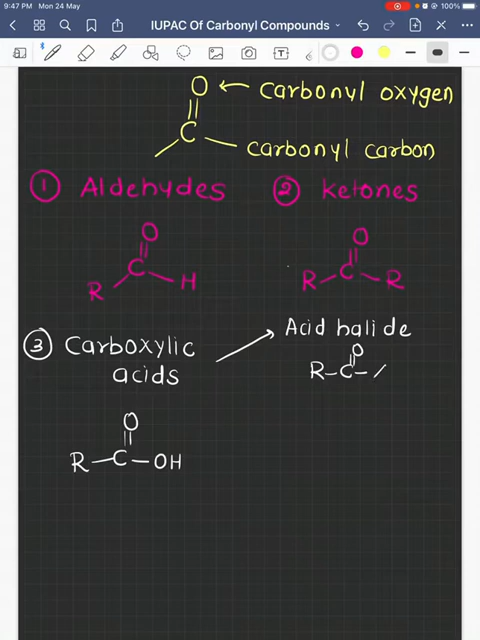 9:47 PM Mon 24 May
100%
IUPAC Of Carbonyl Compounds
O ← Carbonyl oxygen
C
Carbonyl carbon
1 Aldehydes
2 Ketones
O
C
R H
O
R C R
3 Carboxylic
acids
Acid halide
O
R-C-
O
R-C-OH